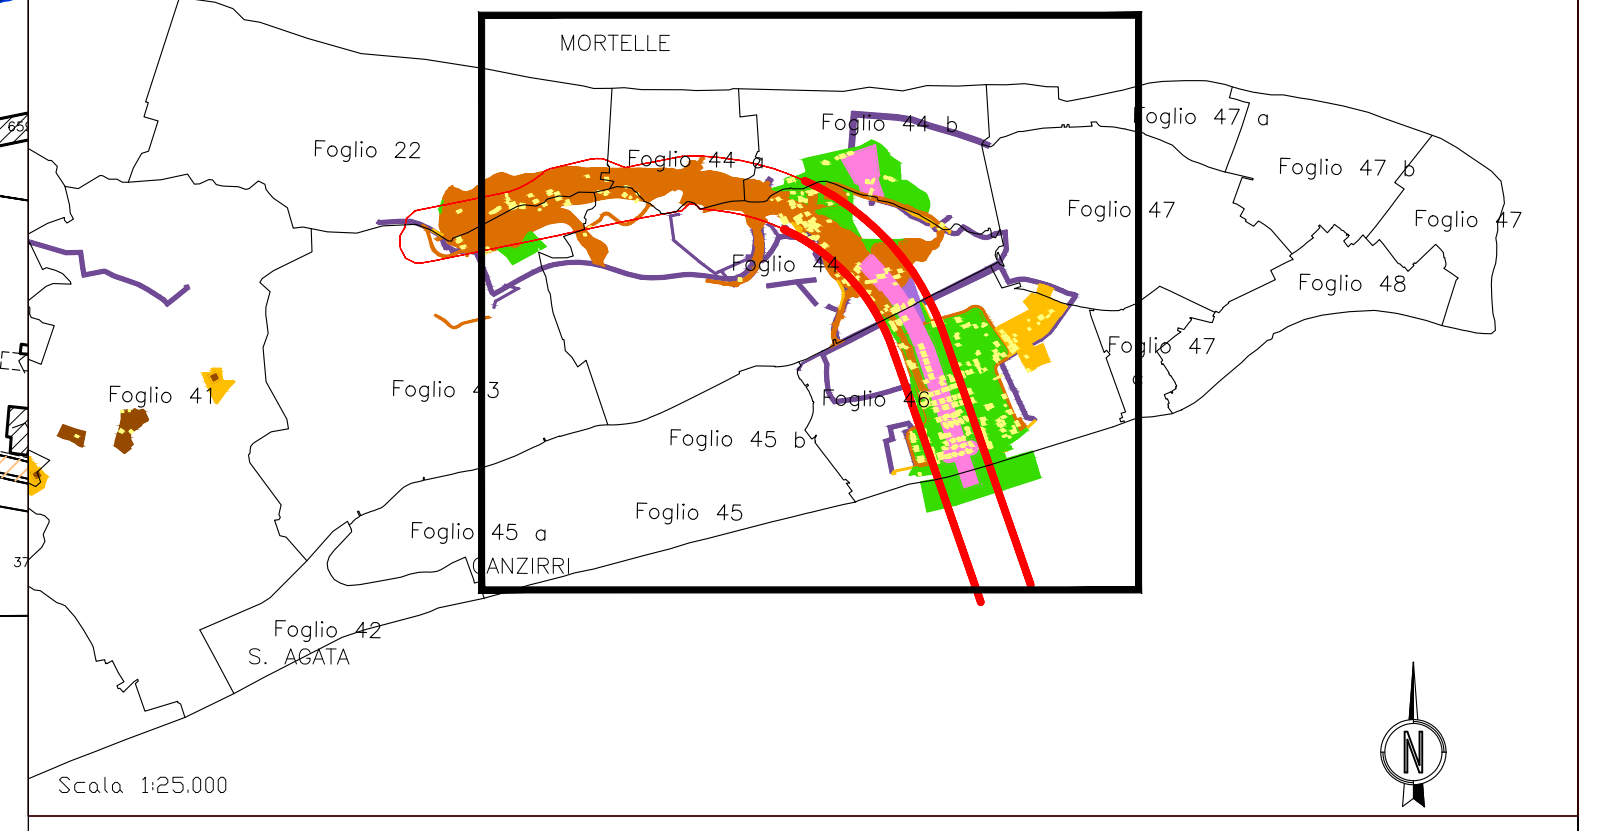 MORTELLE
Foglio 47 a
Foglio 44 b
Foglio 22
Foglio 44 a
Foglio 47 b
Foglio 47
Foglio 47
Foglio 44
Foglio 48
Foglio 47
c
Foglio 43
Foglio 41
Foglio 46
Foglio 45 b
Foglio 45
Foglio 45 a
GANZIRRI
37
Foglio 42
S. AGATA
N
Scala 1:25.000